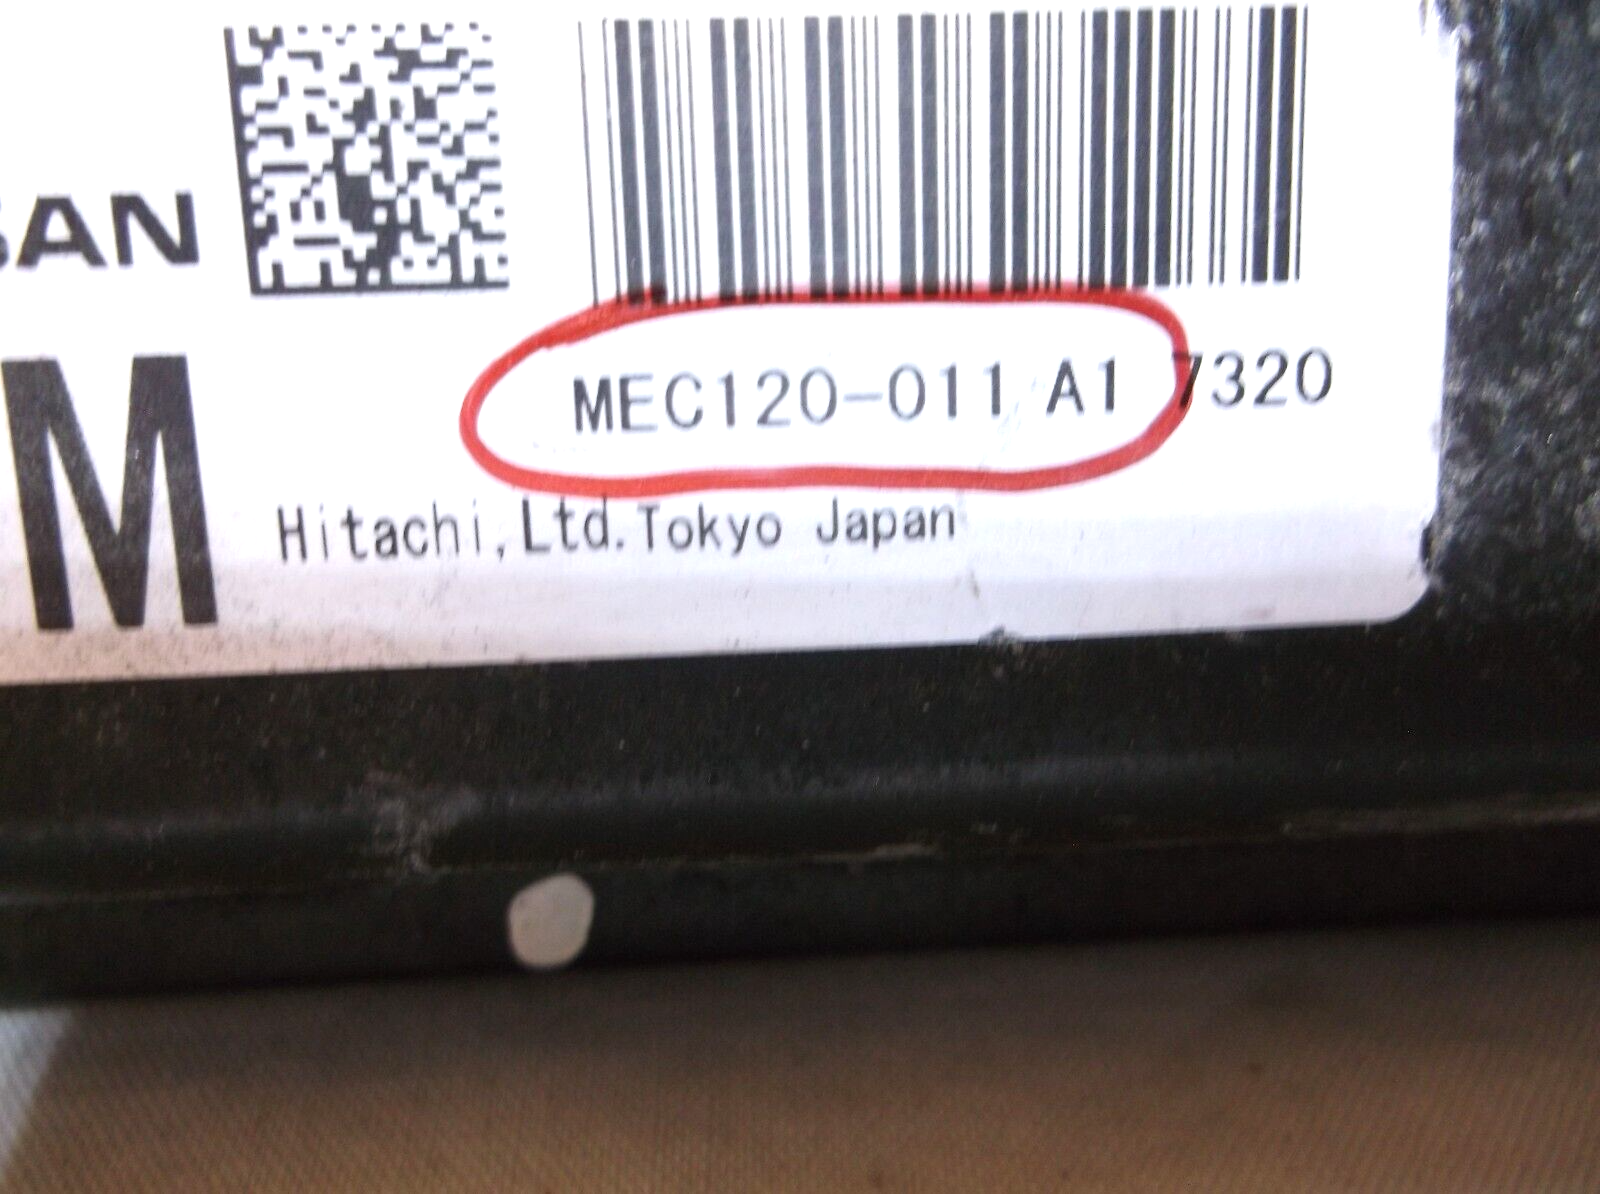 SAN
MEC120-011 A1 7320
M
Hitachi,Ltd.Tokyo Japan